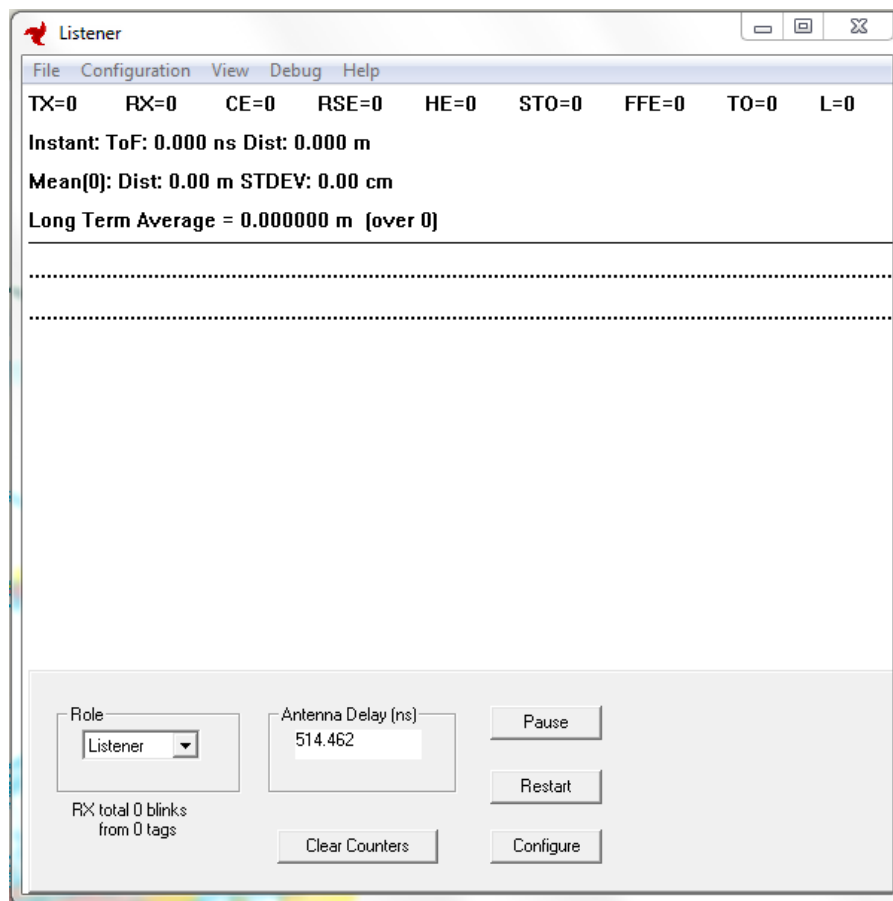 Listener
File Configuration View Debug Help
TX=0 RX=0 CE=0 RSE=0 HE=0 STO=0 FFE=0 TO=0 L=0
Instant: ToF: 0.000 ns Dist: 0.000 m
Mean(0): Dist: 0.00 m STDEV: 0.00 cm
Long Term Average = 0.000000 m (over 0)
Role
Listener
RX total 0 blinks
from 0 tags
Antenna Delay (ns)
514.462
Clear Counters
Pause
Restart
Configure